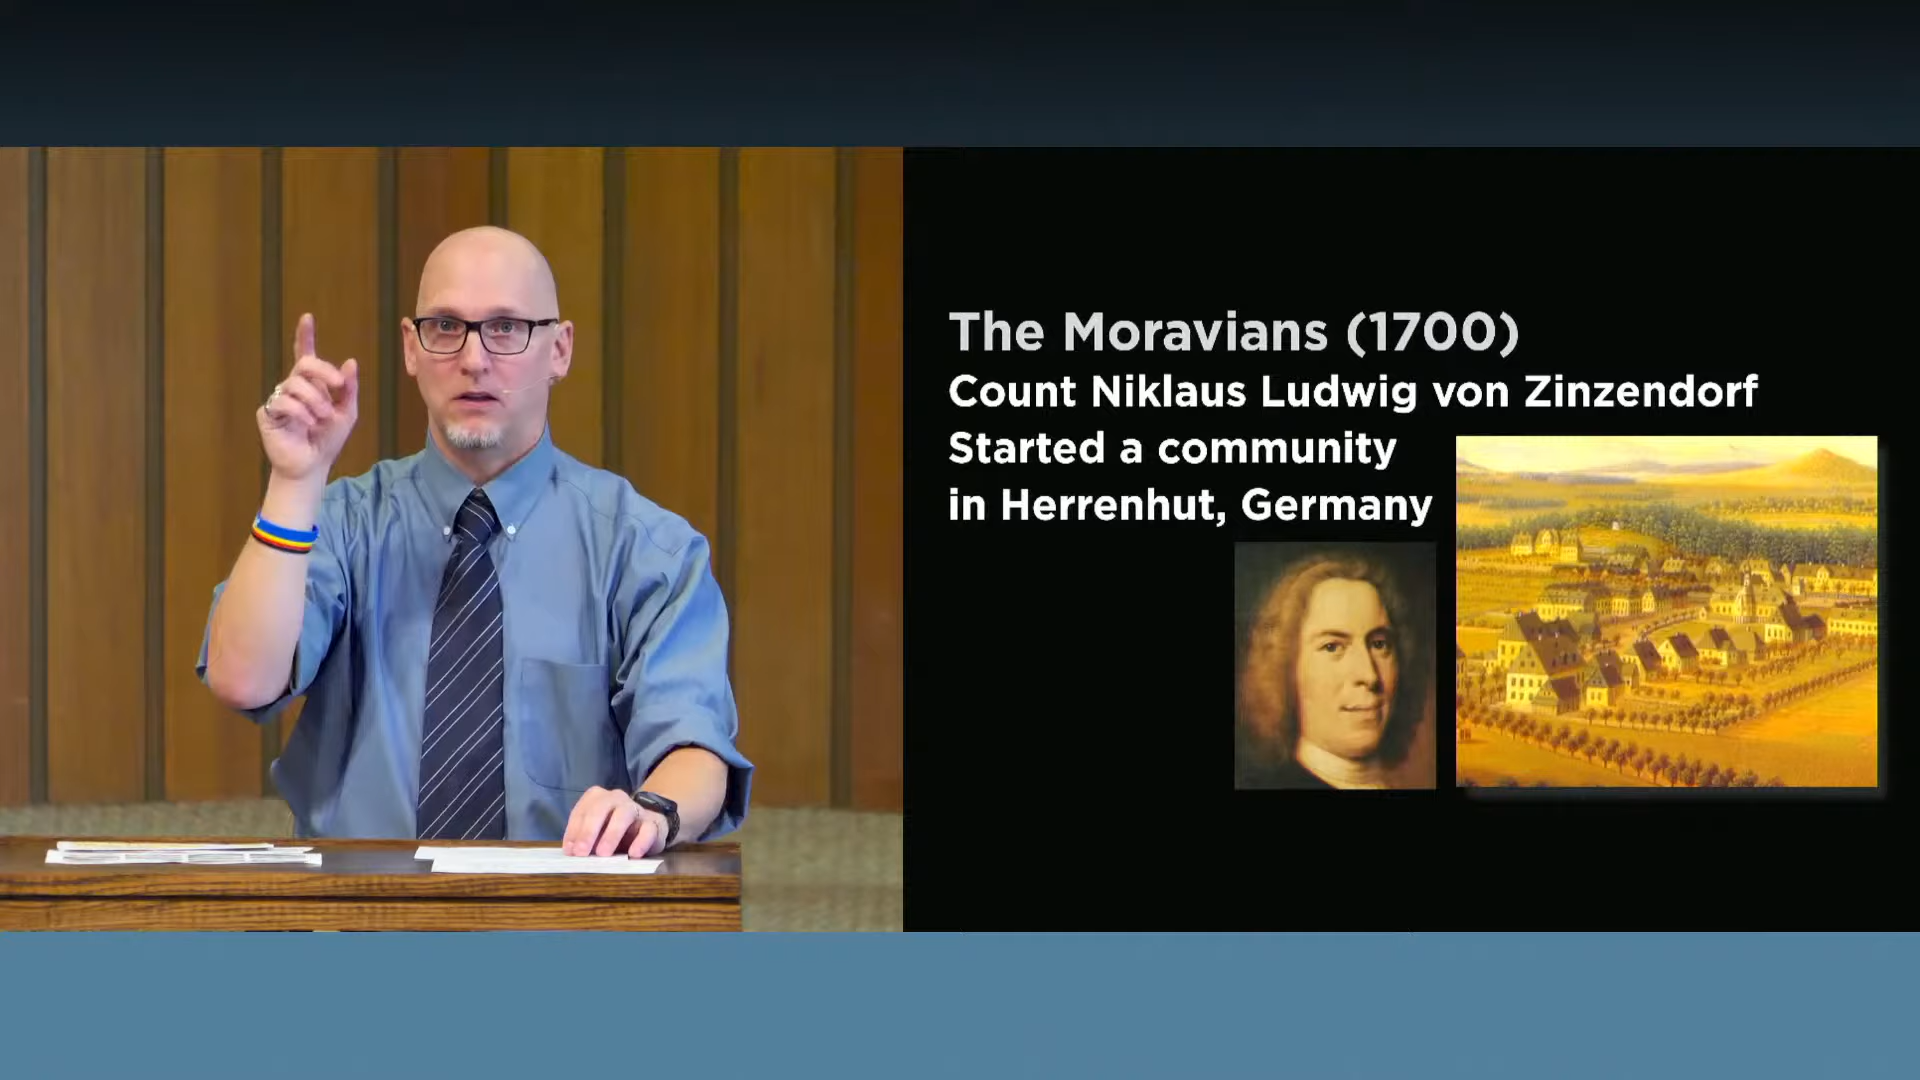 The Moravians (1700)
Count Niklaus Ludwig von Zinzendorf
Started a community
in Herrenhut, Germany